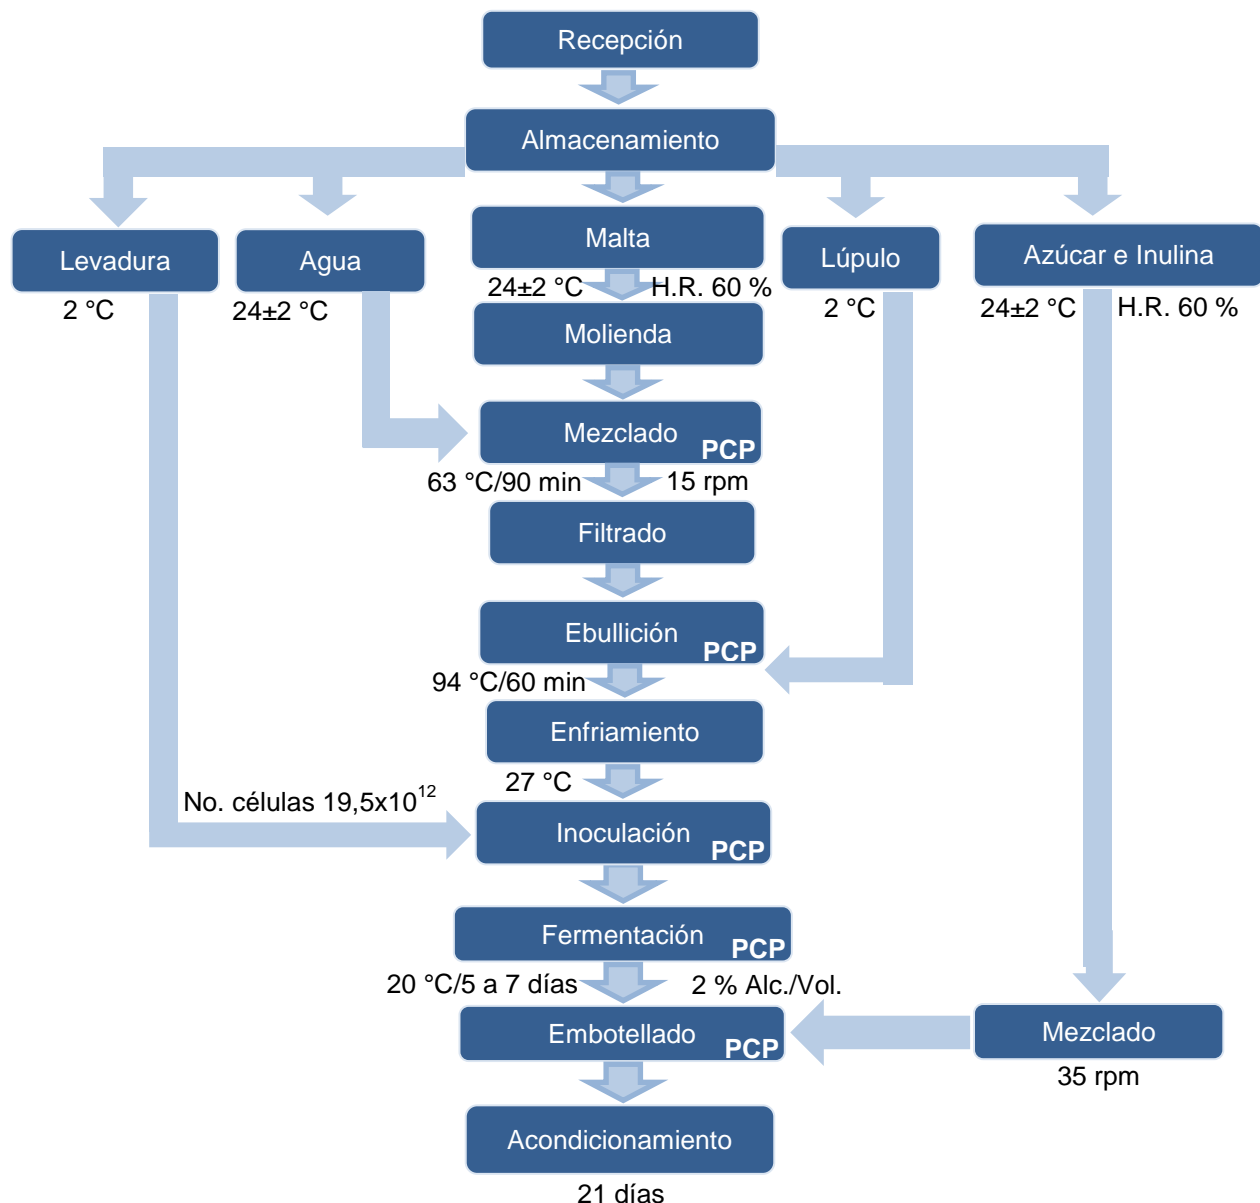 Recepción
Almacenamiento
Levadura
2 °C
Agua
24±2 °C
Malta
24±2 °C
H.R. 60 %
Lúpulo
2 °C
Azúcar e Inulina
24±2 °C
H.R. 60 %
Molienda
Mezclado
PCP
63 °C/90 min
15 rpm
Filtrado
Ebullición
PCP
94 °C/60 min
Enfriamiento
27 °C
No. células 19,5x10¹²
Inoculación
PCP
Fermentación
PCP
20 °C/5 a 7 días
2 % Alc./Vol.
Embotellado
PCP
Mezclado
35 rpm
Acondicionamiento
21 días